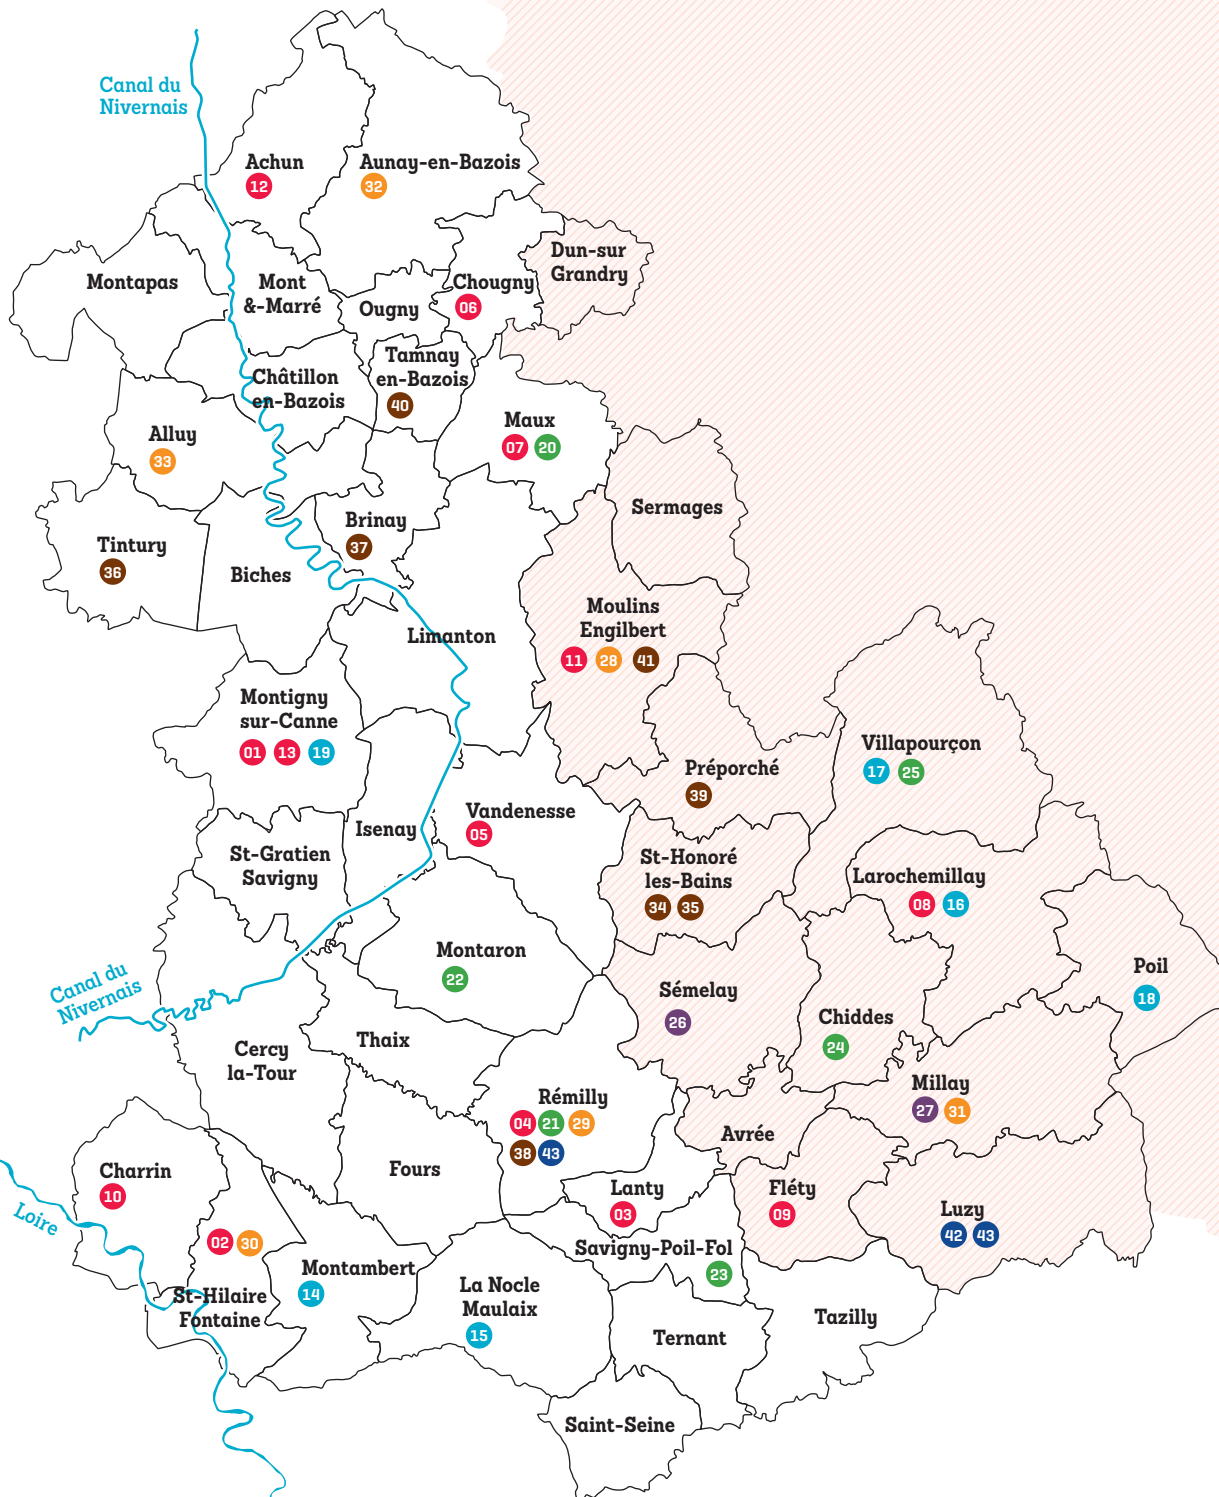 Canal du
Nivernais
Achun
12
Aunay-en-Bazois
32
Dun-sur
Grandry
Montapas
Mont
&-Marré
Chougny
06
Ougny
Tamnay
en-Bazois
40
Châtillon
en-Bazois
Maux
07 20
Alluy
33
Sermages
Brinay
37
Tintury
36
Biches
Moulins
Engilbert
11 28 41
Limanton
Montigny
sur-Canne
01 13 19
Villapourçon
17 25
Préporché
39
Vandenesse
05
Isenay
St-Gratien
Savigny
St-Honoré
les-Bains
34 35
Larochemillay
08 16
Montaron
22
Canal du
Nivernais
Sémelay
26
Poil
18
Chiddes
24
Thaix
Cercy
la-Tour
Millay
27 31
Rémilly
04 21 29
38 43
Avrée
Charrin
10
Fours
Lanty
03
Fléty
09
Luzy
42 43
Loire
02 30
St-Hilaire
Fontaine
Savigny-Poil-Fol
23
Montambert
14
La Nocle
Maulaix
15
Tazilly
Ternant
Saint-Seine